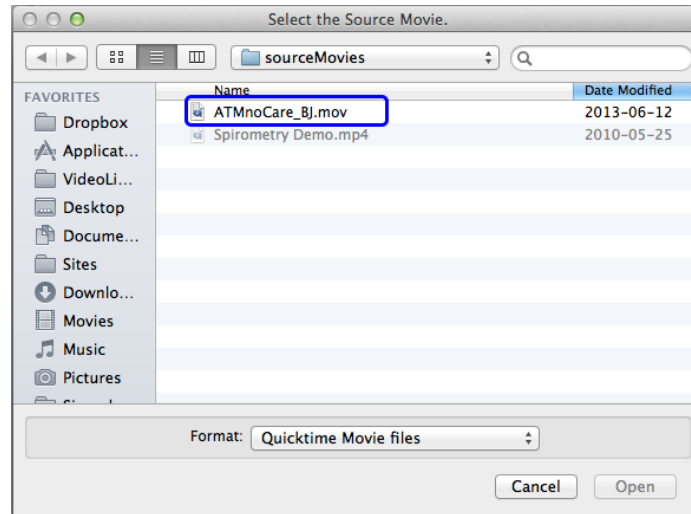 Select the Source Movie.
sourceMovies
FAVORITES
Dropbox
Applicat...
VideoLi...
Desktop
Docume...
Sites
Downlo...
Movies
Music
Pictures
Name Date Modified
ATMnoCare_BJ.mov 2013-06-12
Spirometry Demo.mp4 2010-05-25
Format: Quicktime Movie files
Cancel Open